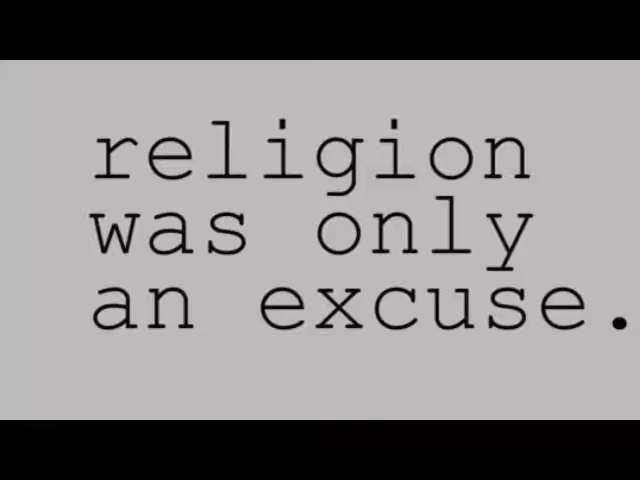 religion
was only
an excuse.